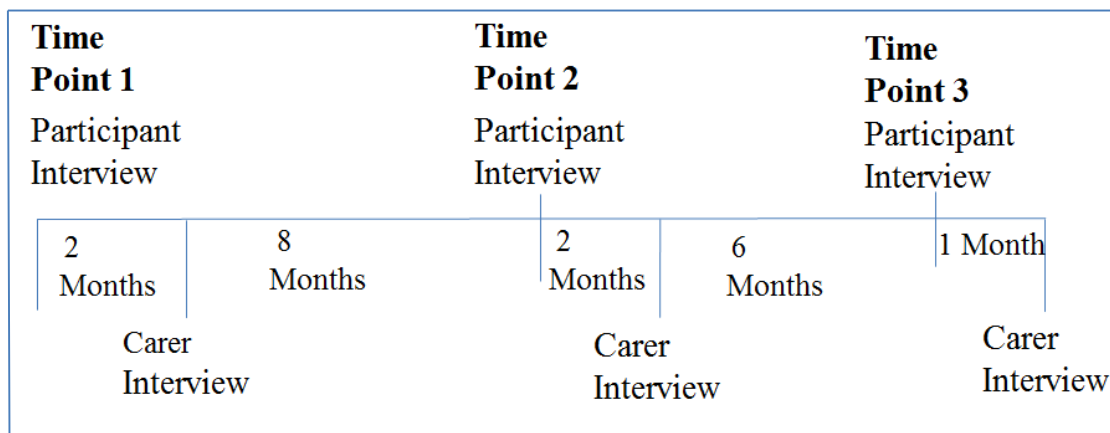 Time
Point 1
Participant
Interview
Time
Point 2
Participant
Interview
Time
Point 3
Participant
Interview
2
Months
8
Months
2
Months
6
Months
1 Month
Carer
Interview
Carer
Interview
Carer
Interview